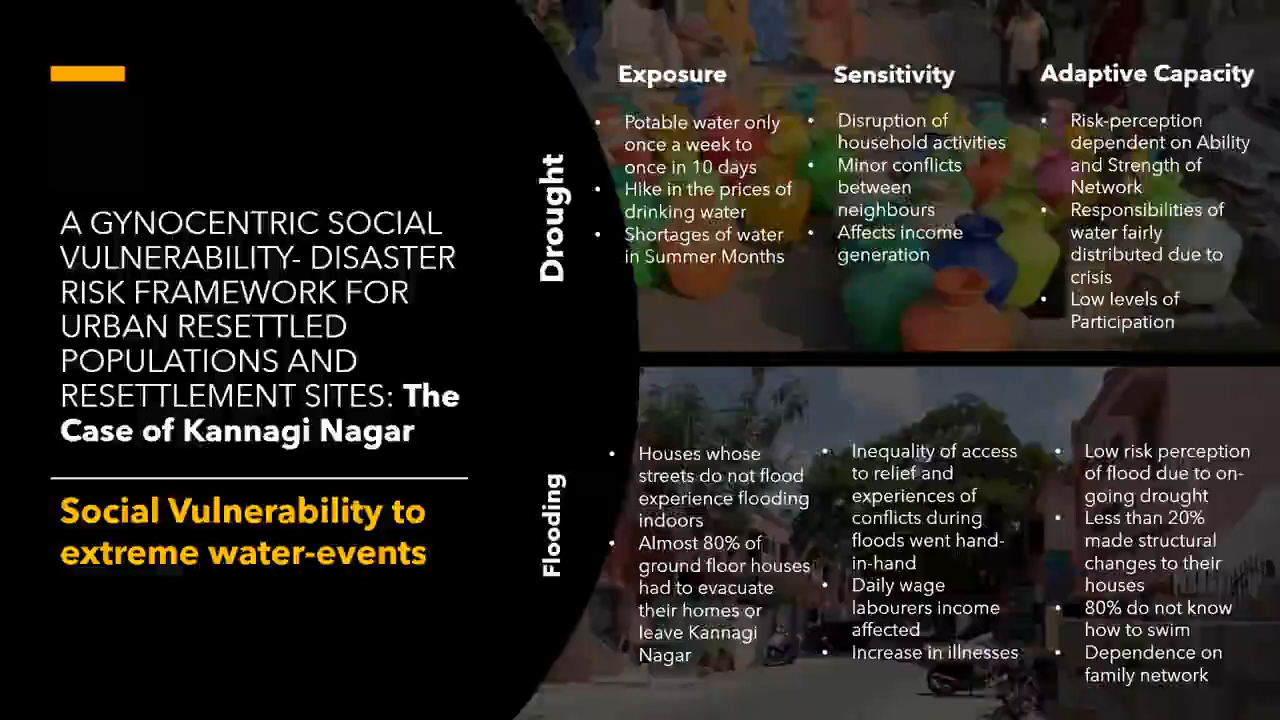 A GYNOCENTRIC SOCIAL
VULNERABILITY- DISASTER
RISK FRAMEWORK FOR
URBAN RESETTLED
POPULATIONS AND
RESETTLEMENT SITES: The
Case of Kannagi Nagar
Social Vulnerability to
extreme water-events
Exposure
Sensitivity
Adaptive Capacity
Drought
• Potable water only
once a week to
once in 10 days
• Hike in the prices of
drinking water
• Shortages of water
in Summer Months
• Disruption of
household activities
• Minor conflicts
between
neighbours
• Affects income
generation
• Risk-perception
dependent on Ability
and Strength of
Network
• Responsibilities of
water fairly
distributed due to
crisis
• Low levels of
Participation
Flooding
• Houses whose
streets do not flood
experience flooding
indoors
• Almost 80% of
ground floor houses
had to evacuate
their homes or
leave Kannagi
Nagar
• Inequality of access
to relief and
experiences of
conflicts during
floods went hand-
in-hand
• Daily wage
labourers income
affected
• Increase in illnesses
• Low risk perception
of flood due to on-
going drought
• Less than 20%
made structural
changes to their
houses
• 80% do not know
how to swim
• Dependence on
family network